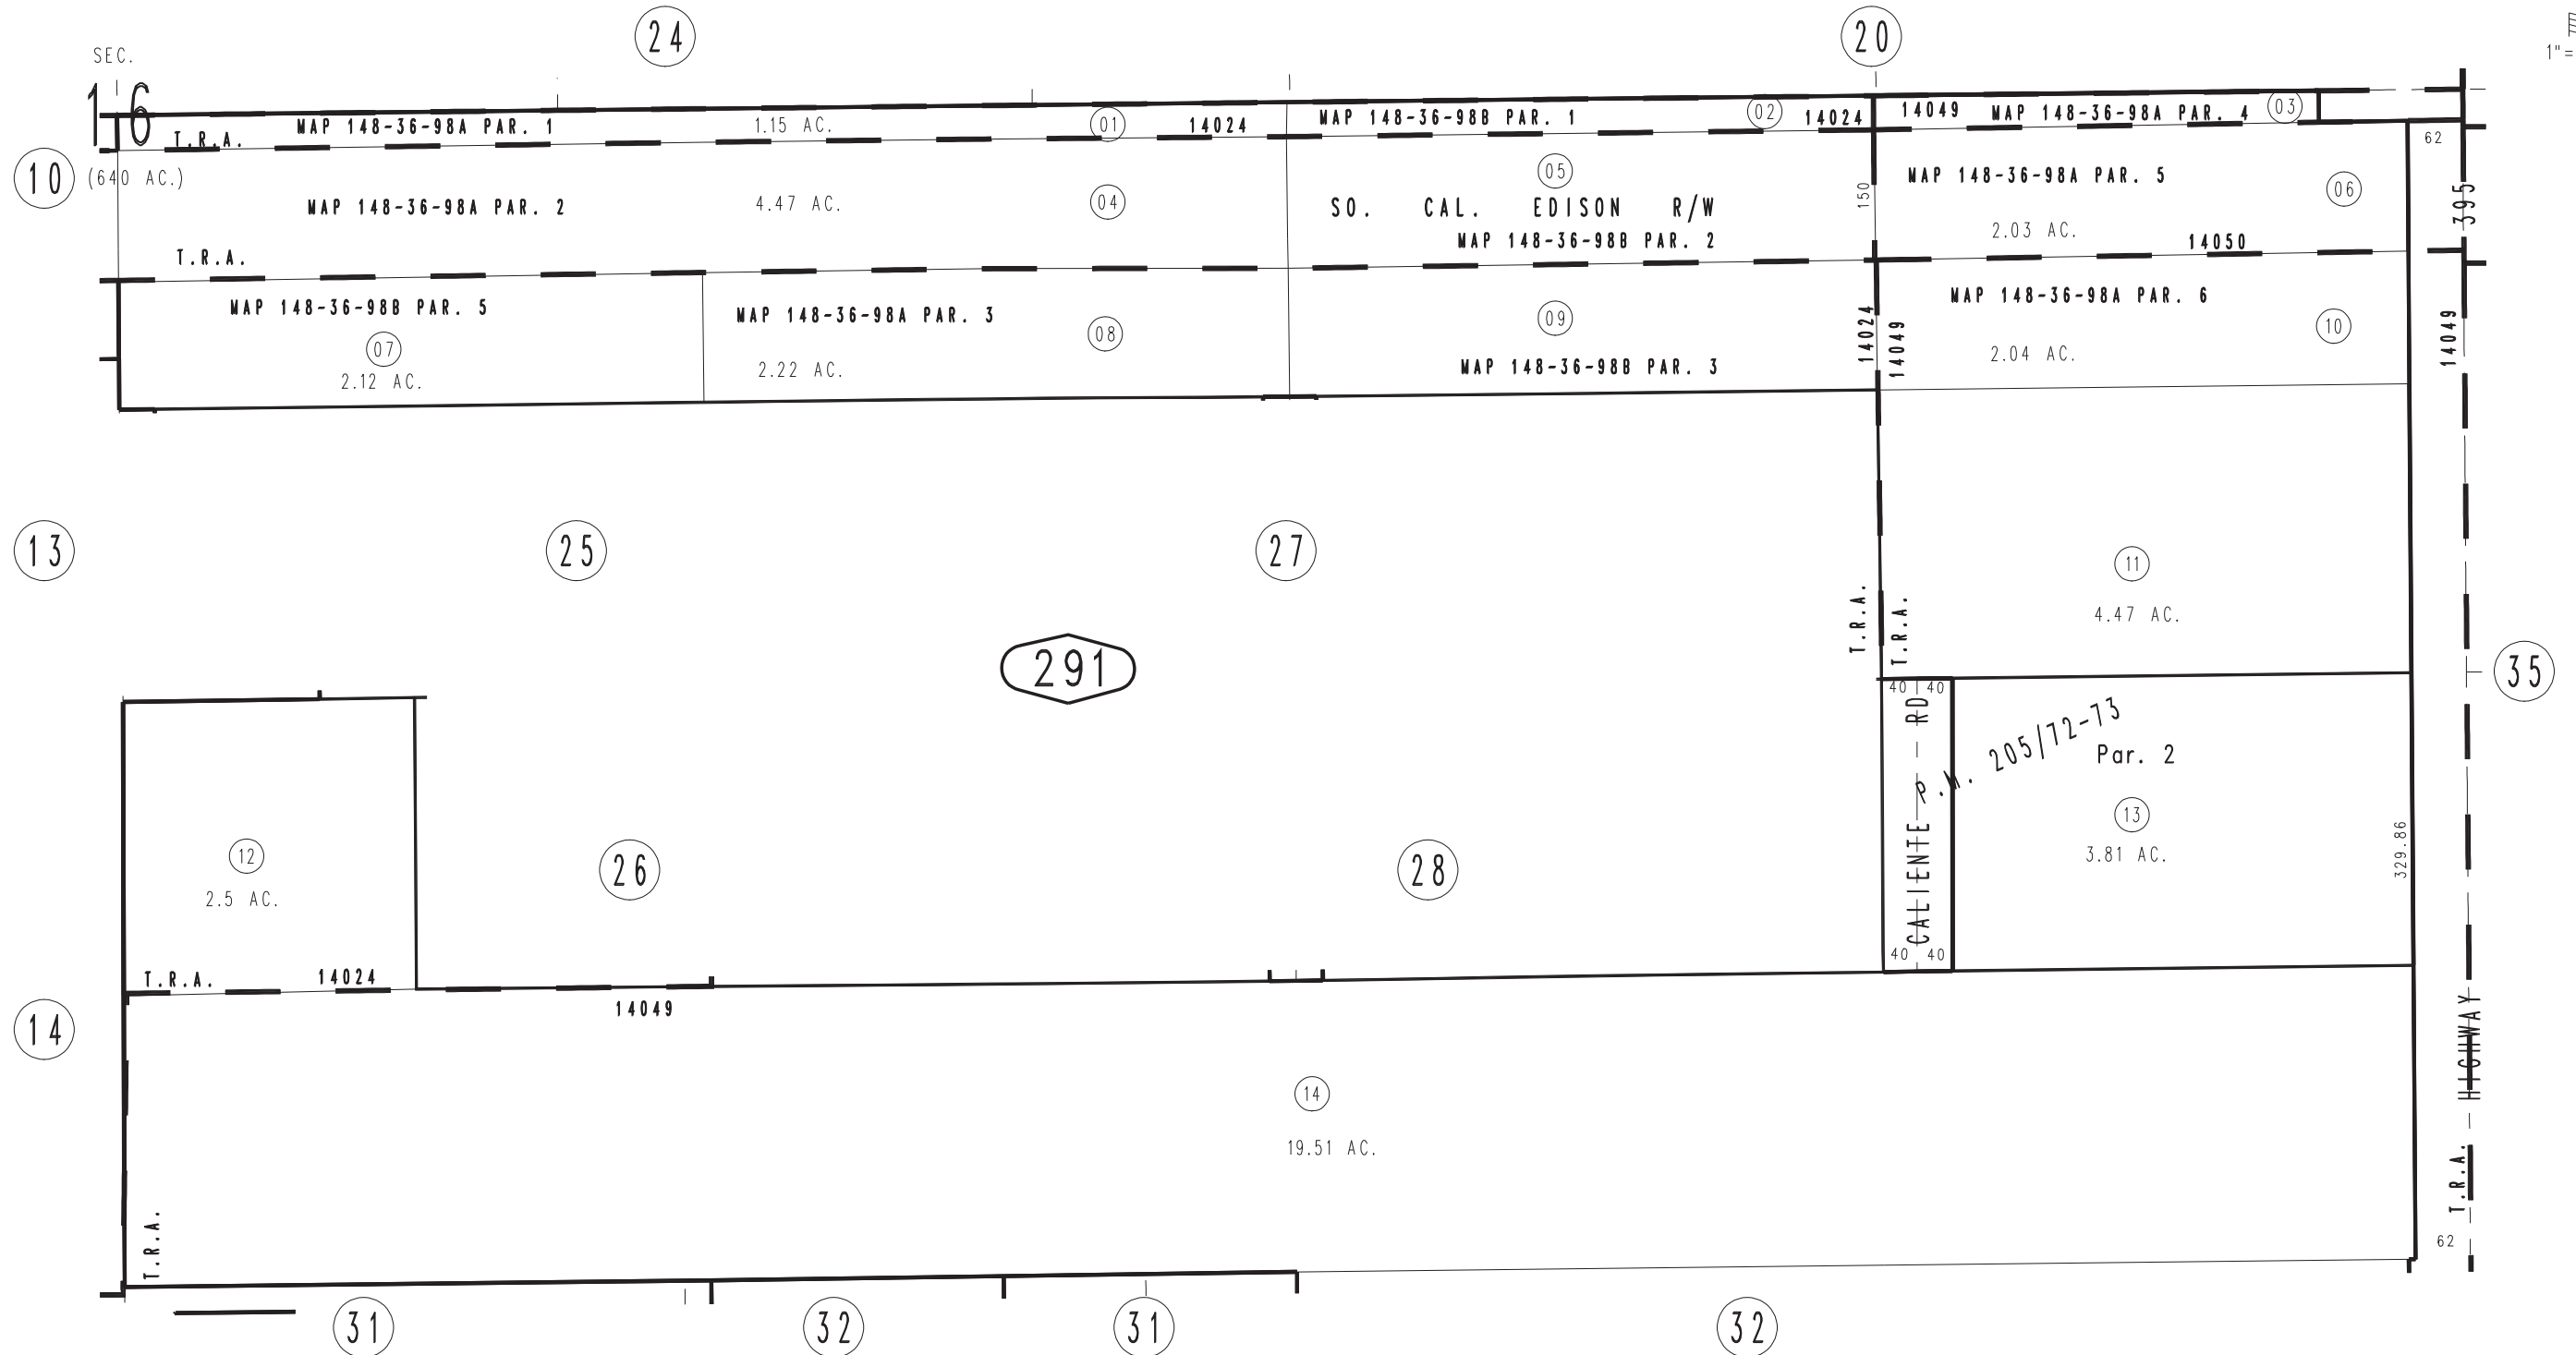 24
20
SEC.
16
1"=
MAP 148-36-98A PAR. 1
1.15 AC.
01
14024
MAP 148-36-98B PAR. 1
02
14024
14049
MAP 148-36-98A PAR. 4
03
T.R.A.
62
10
(640 AC.)
MAP 148-36-98A PAR. 2
4.47 AC.
04
05
SO. CAL. EDISON R/W
MAP 148-36-98B PAR. 2
150
MAP 148-36-98A PAR. 5
06
2.03 AC.
14050
395
T.R.A.
MAP 148-36-98B PAR. 5
07
2.12 AC.
MAP 148-36-98A PAR. 3
08
2.22 AC.
09
MAP 148-36-98B PAR. 3
14024
14049
MAP 148-36-98A PAR. 6
10
2.04 AC.
14049
13
25
27
11
4.47 AC.
T.R.A.
T.R.A.
291
35
40 40
CALIENTE RD
P.M. 205/72-73
Par. 2
13
3.81 AC.
329.86
12
2.5 AC.
26
28
40 40
T.R.A.
14024
14049
14
HIGHWAY
14
19.51 AC.
T.R.A.
T.R.A.
62
31
32
31
32